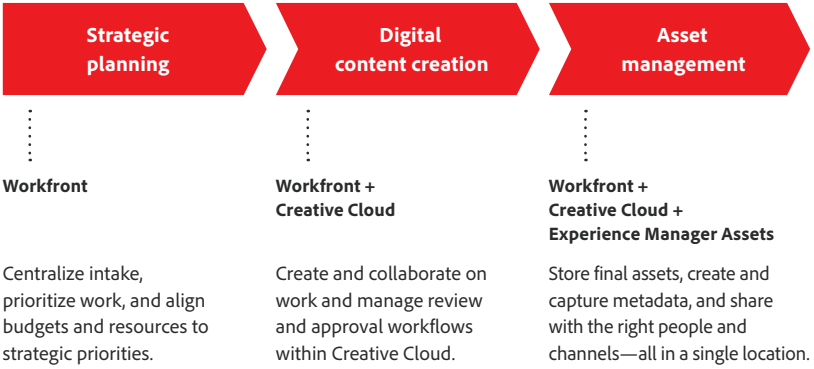 Strategic
planning
Digital
content creation
Asset
management
Workfront
Workfront +
Creative Cloud
Workfront +
Creative Cloud +
Experience Manager Assets
Centralize intake,
prioritize work, and align
budgets and resources to
strategic priorities.
Create and collaborate on
work and manage review
and approval workflows
within Creative Cloud.
Store final assets, create and
capture metadata, and share
with the right people and
channels—all in a single location.